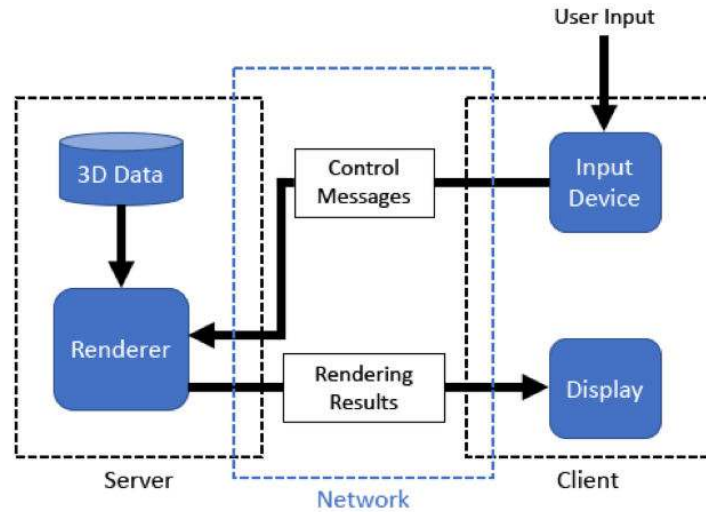 User Input
3D Data
Control
Messages
Input
Device
Renderer
Rendering
Results
Display
Server
Network
Client